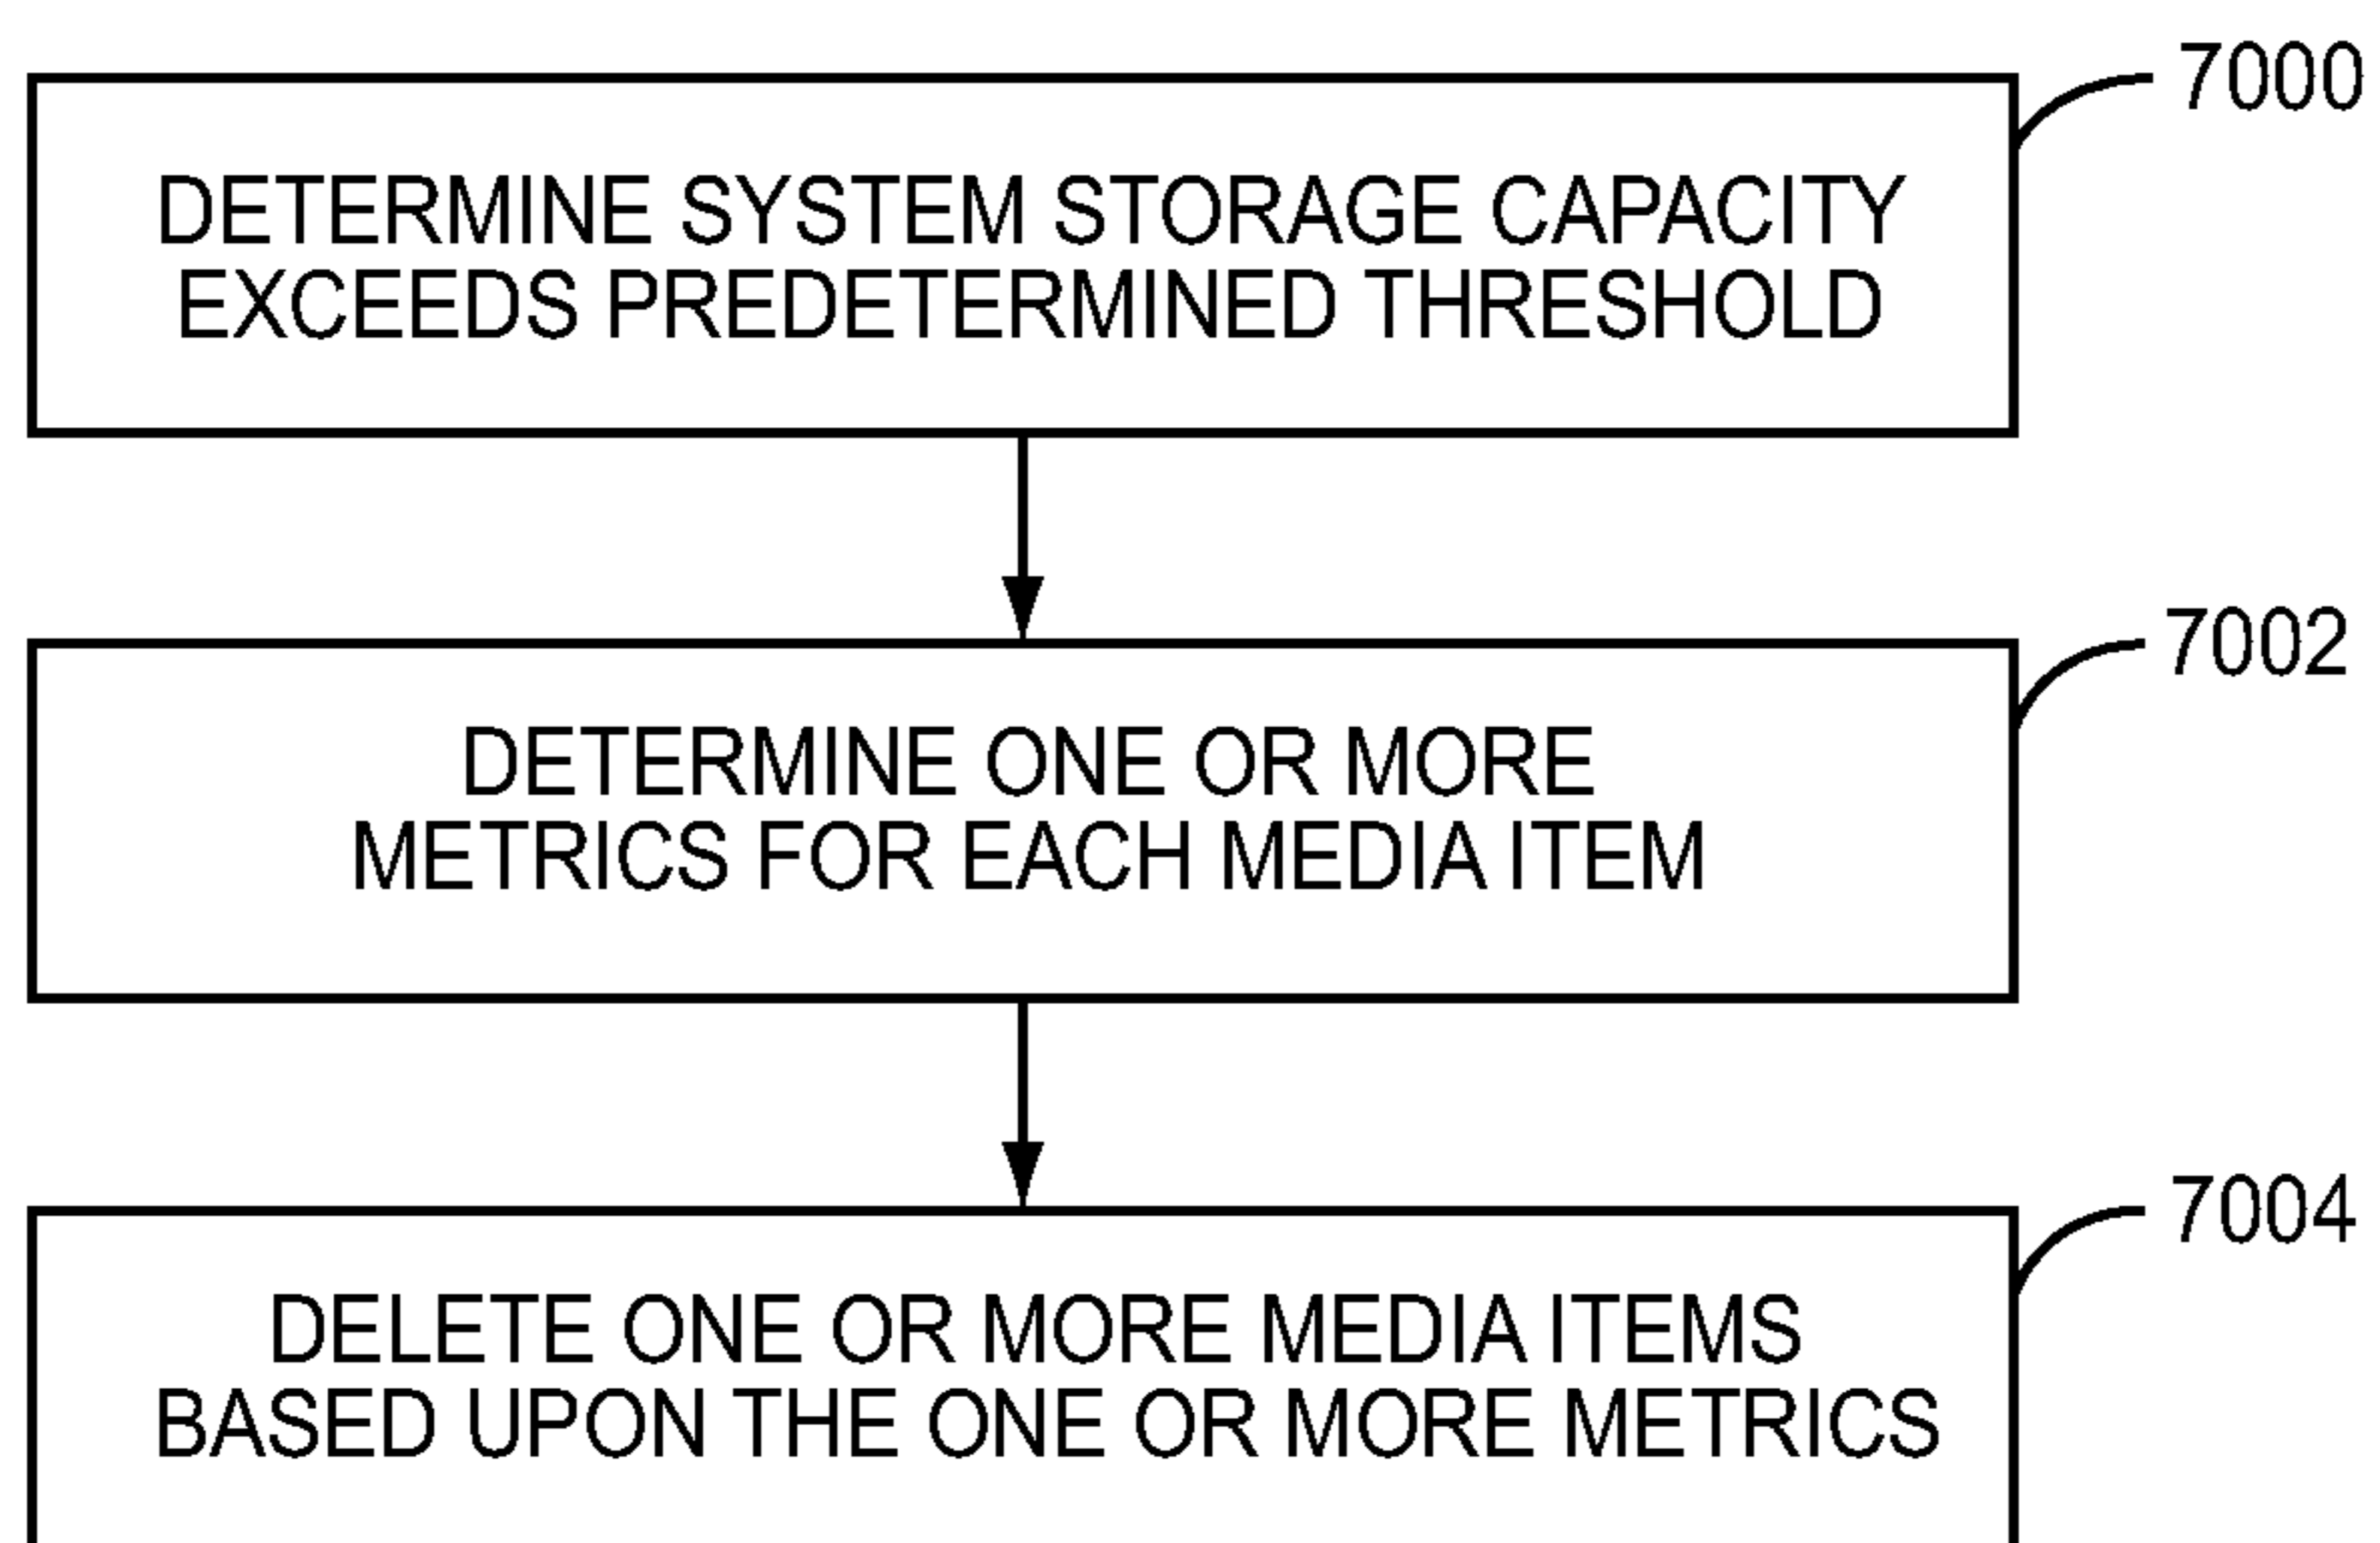 7000
DETERMINE SYSTEM STORAGE CAPACITY
EXCEEDS PREDETERMINED THRESHOLD
7002
DETERMINE ONE OR MORE
METRICS FOR EACH MEDIA ITEM
7004
DELETE ONE OR MORE MEDIA ITEMS
BASED UPON THE ONE OR MORE METRICS